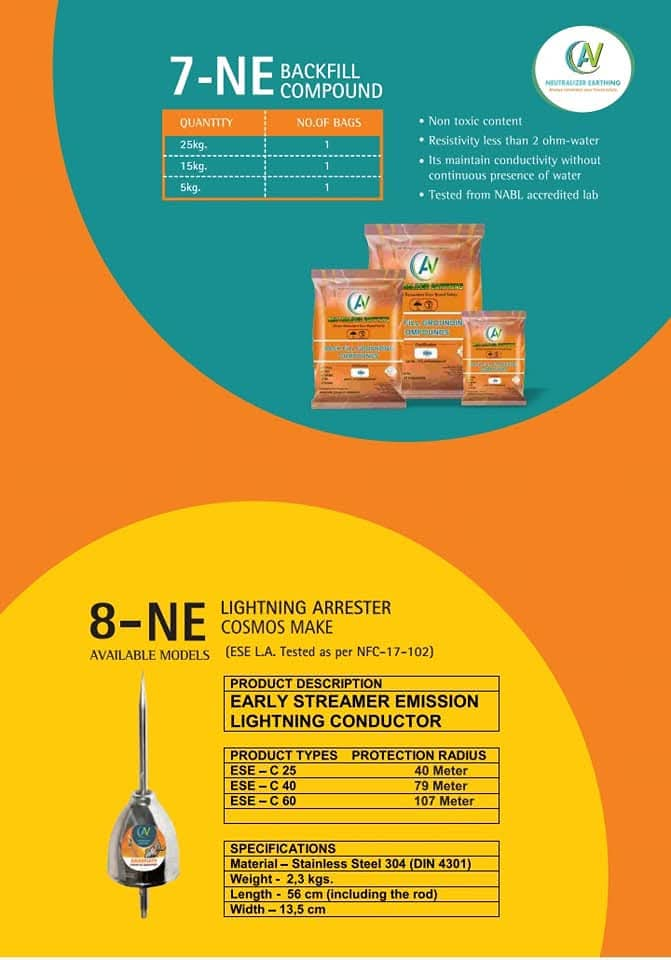 7-NE BACKFILL
COMPOUND
NEUTRALIZER EARTHING
QUANTITY NO.OF BAGS
25kg. 1
15kg. 1
5kg. 1
• Non toxic content
• Resistivity less than 2 ohm-water
• Its maintain conductivity without
continuous presence of water
• Tested from NABL accredited lab
8-NE LIGHTNING ARRESTER
COSMOS MAKE
AVAILABLE MODELS (ESE L.A. Tested as per NFC-17-102)
PRODUCT DESCRIPTION
EARLY STREAMER EMISSION
LIGHTNING CONDUCTOR
PRODUCT TYPES PROTECTION RADIUS
ESE – C 25 40 Meter
ESE – C 40 79 Meter
ESE – C 60 107 Meter
SPECIFICATIONS
Material – Stainless Steel 304 (DIN 4301)
Weight - 2,3 kgs.
Length - 56 cm (including the rod)
Width – 13,5 cm